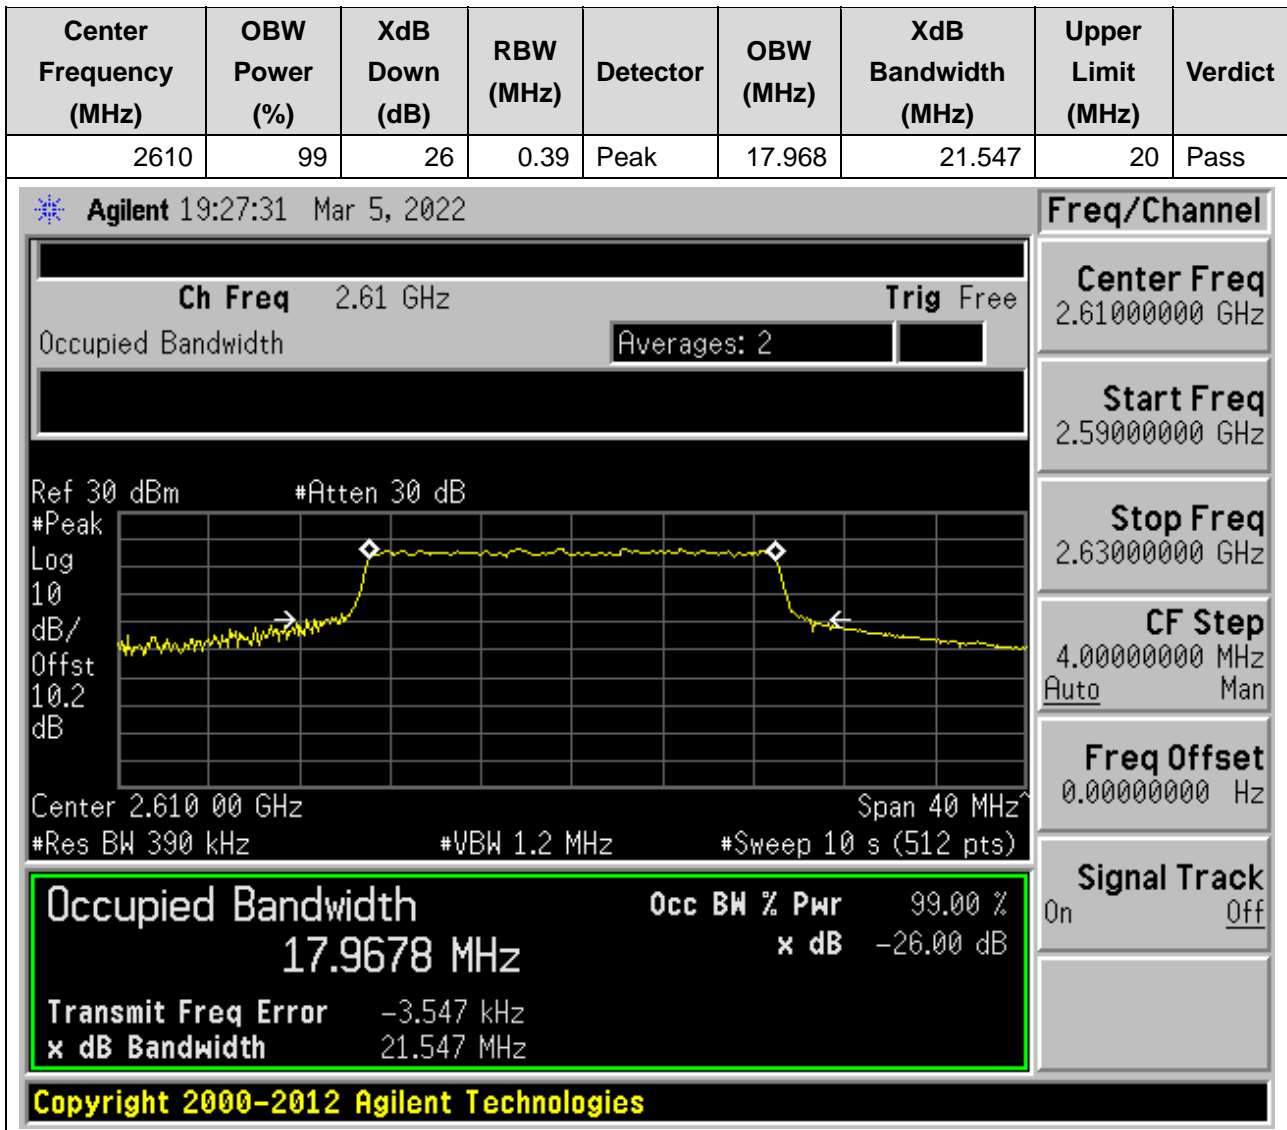 Center Frequency (MHz) OBW Power (%) XdB Down (dB) RBW (MHz) Detector OBW (MHz) XdB Bandwidth (MHz) Upper Limit (MHz) Verdict
2610 99 26 0.39 Peak 17.968 21.547 20 Pass
Agilent 19:27:31 Mar 5, 2022
Freq/Channel
Ch Freq 2.61 GHz Trig Free
Occupied Bandwidth Averages: 2
Ref 30 dBm #Atten 30 dB
#Peak
Log
10
dB/
Offst
10.2
dB
Center 2.610 00 GHz Span 40 MHz^
#Res BW 390 kHz #VBW 1.2 MHz #Sweep 10 s (512 pts)
Occupied Bandwidth Occ BW % Pwr 99.00 %
17.9678 MHz x dB -26.00 dB
Transmit Freq Error -3.547 kHz
x dB Bandwidth 21.547 MHz
Center Freq
2.61000000 GHz
Start Freq
2.59000000 GHz
Stop Freq
2.63000000 GHz
CF Step
4.00000000 MHz
Auto Man
Freq Offset
0.00000000 Hz
Signal Track
On Off
Copyright 2000-2012 Agilent Technologies